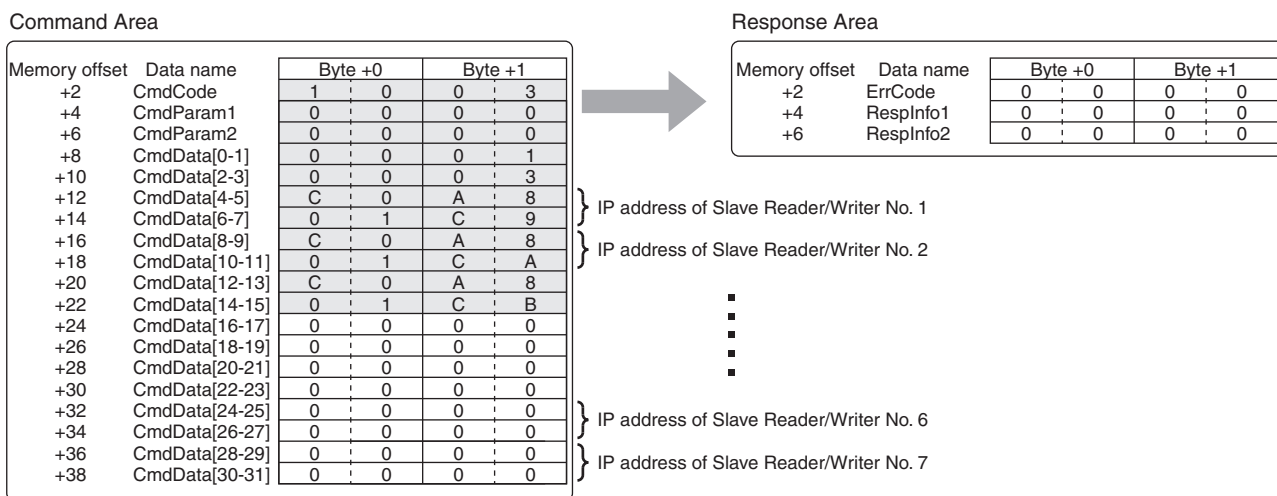 Command Area
Response Area
Memory offset Data name Byte +0 Byte +1
+2 CmdCode 1 0 0 3
+4 CmdParam1 0 0 0 0
+6 CmdParam2 0 0 0 0
+8 CmdData[0-1] 0 0 0 1
+10 CmdData[2-3] 0 0 0 3
+12 CmdData[4-5] C 0 A 8
+14 CmdData[6-7] 0 1 C 9
+16 CmdData[8-9] C 0 A 8
+18 CmdData[10-11] 0 1 C A
+20 CmdData[12-13] C 0 A 8
+22 CmdData[14-15] 0 1 C B
+24 CmdData[16-17] 0 0 0 0
+26 CmdData[18-19] 0 0 0 0
+28 CmdData[20-21] 0 0 0 0
+30 CmdData[22-23] 0 0 0 0
+32 CmdData[24-25] 0 0 0 0
+34 CmdData[26-27] 0 0 0 0
+36 CmdData[28-29] 0 0 0 0
+38 CmdData[30-31] 0 0 0 0
IP address of Slave Reader/Writer No. 1
IP address of Slave Reader/Writer No. 2
IP address of Slave Reader/Writer No. 6
IP address of Slave Reader/Writer No. 7
Memory offset Data name Byte +0 Byte +1
+2 ErrCode 0 0 0 0
+4 RespInfo1 0 0 0 0
+6 RespInfo2 0 0 0 0